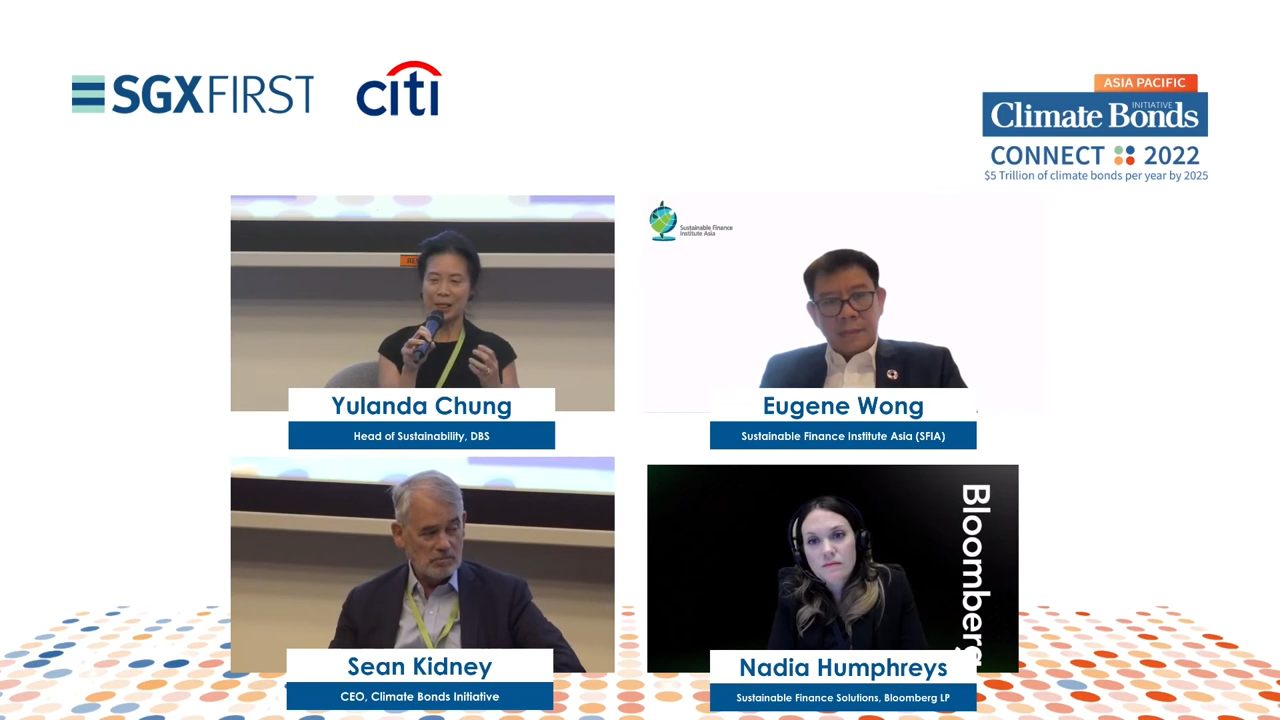 SGXFIRST
citi
ASIA PACIFIC
Climate Bonds
INITIATIVE
CONNECT 2022
$5 Trillion of climate bonds per year by 2025
Sustainable Finance
Institute Asia
Yulanda Chung
Head of Sustainability, DBS
Eugene Wong
Sustainable Finance Institute Asia (SFIA)
Bloomberg
Sean Kidney
CEO, Climate Bonds Initiative
Nadia Humphreys
Sustainable Finance Solutions, Bloomberg LP